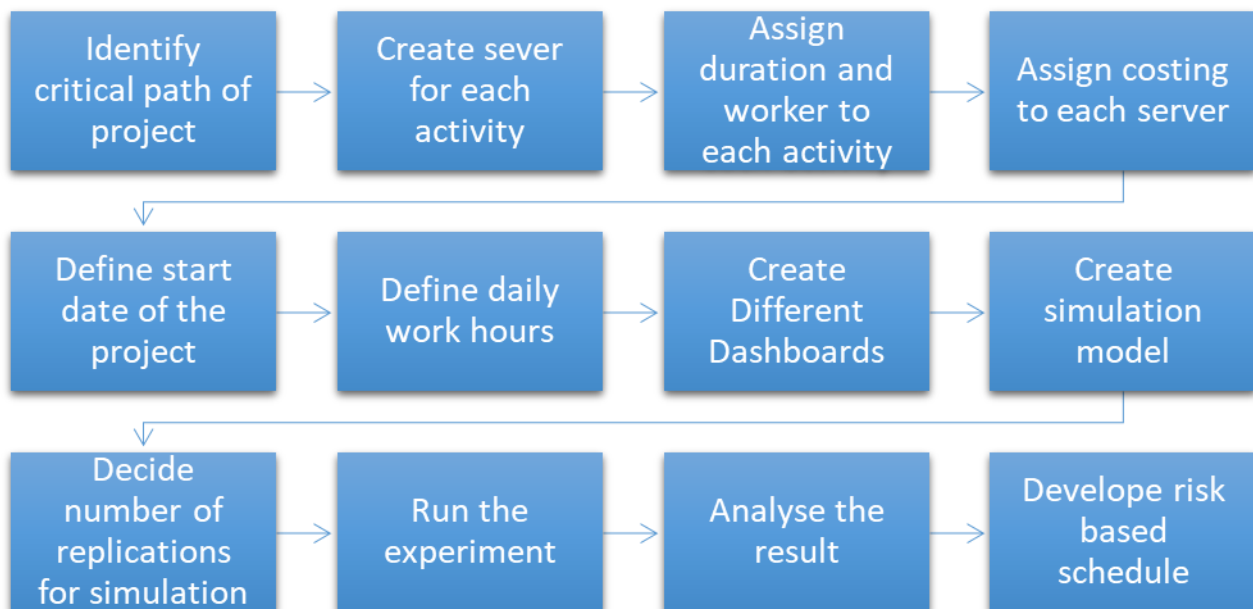 Identify
critical path of
project
Create sever
for each
activity
Assign
duration and
worker to
each activity
Assign costing
to each server
Define start
date of the
project
Define daily
work hours
Create
Different
Dashboards
Create
simulation
model
Decide
number of
replications
for simulation
Run the
experiment
Analyse the
result
Develope risk
based
schedule